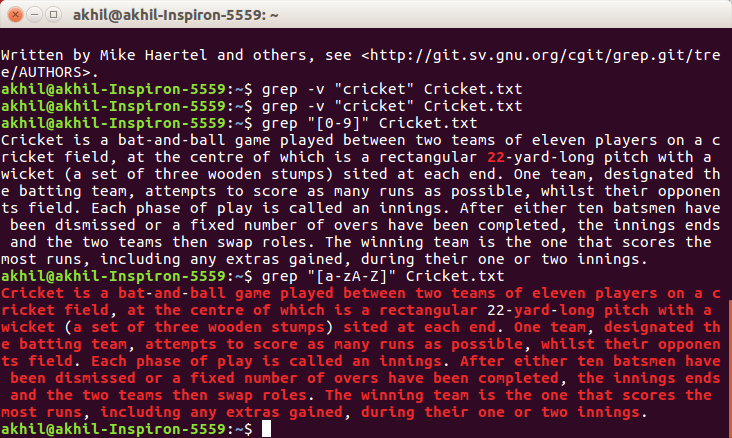 akhil@akhil-Inspiron-5559: ~
Written by Mike Haertel and others, see <http://git.sv.gnu.org/cgit/grep.git/tre
e/AUTHORS>.
akhil@akhil-Inspiron-5559:~$ grep -v "cricket" Cricket.txt
akhil@akhil-Inspiron-5559:~$ grep -v "cricket" Cricket.txt
akhil@akhil-Inspiron-5559:~$ grep "[0-9]" Cricket.txt
Cricket is a bat-and-ball game played between two teams of eleven players on a c
ricket field, at the centre of which is a rectangular 22-yard-long pitch with a
wicket (a set of three wooden stumps) sited at each end. One team, designated th
e batting team, attempts to score as many runs as possible, whilst their opponen
ts field. Each phase of play is called an innings. After either ten batsmen have
 been dismissed or a fixed number of overs have been completed, the innings ends
 and the two teams then swap roles. The winning team is the one that scores the
most runs, including any extras gained, during their one or two innings.
akhil@akhil-Inspiron-5559:~$ grep "[a-zA-Z]" Cricket.txt
Cricket is a bat-and-ball game played between two teams of eleven players on a c
ricket field, at the centre of which is a rectangular 22-yard-long pitch with a
wicket (a set of three wooden stumps) sited at each end. One team, designated th
e batting team, attempts to score as many runs as possible, whilst their opponen
ts field. Each phase of play is called an innings. After either ten batsmen have
 been dismissed or a fixed number of overs have been completed, the innings ends
 and the two teams then swap roles. The winning team is the one that scores the
most runs, including any extras gained, during their one or two innings.
akhil@akhil-Inspiron-5559:~$